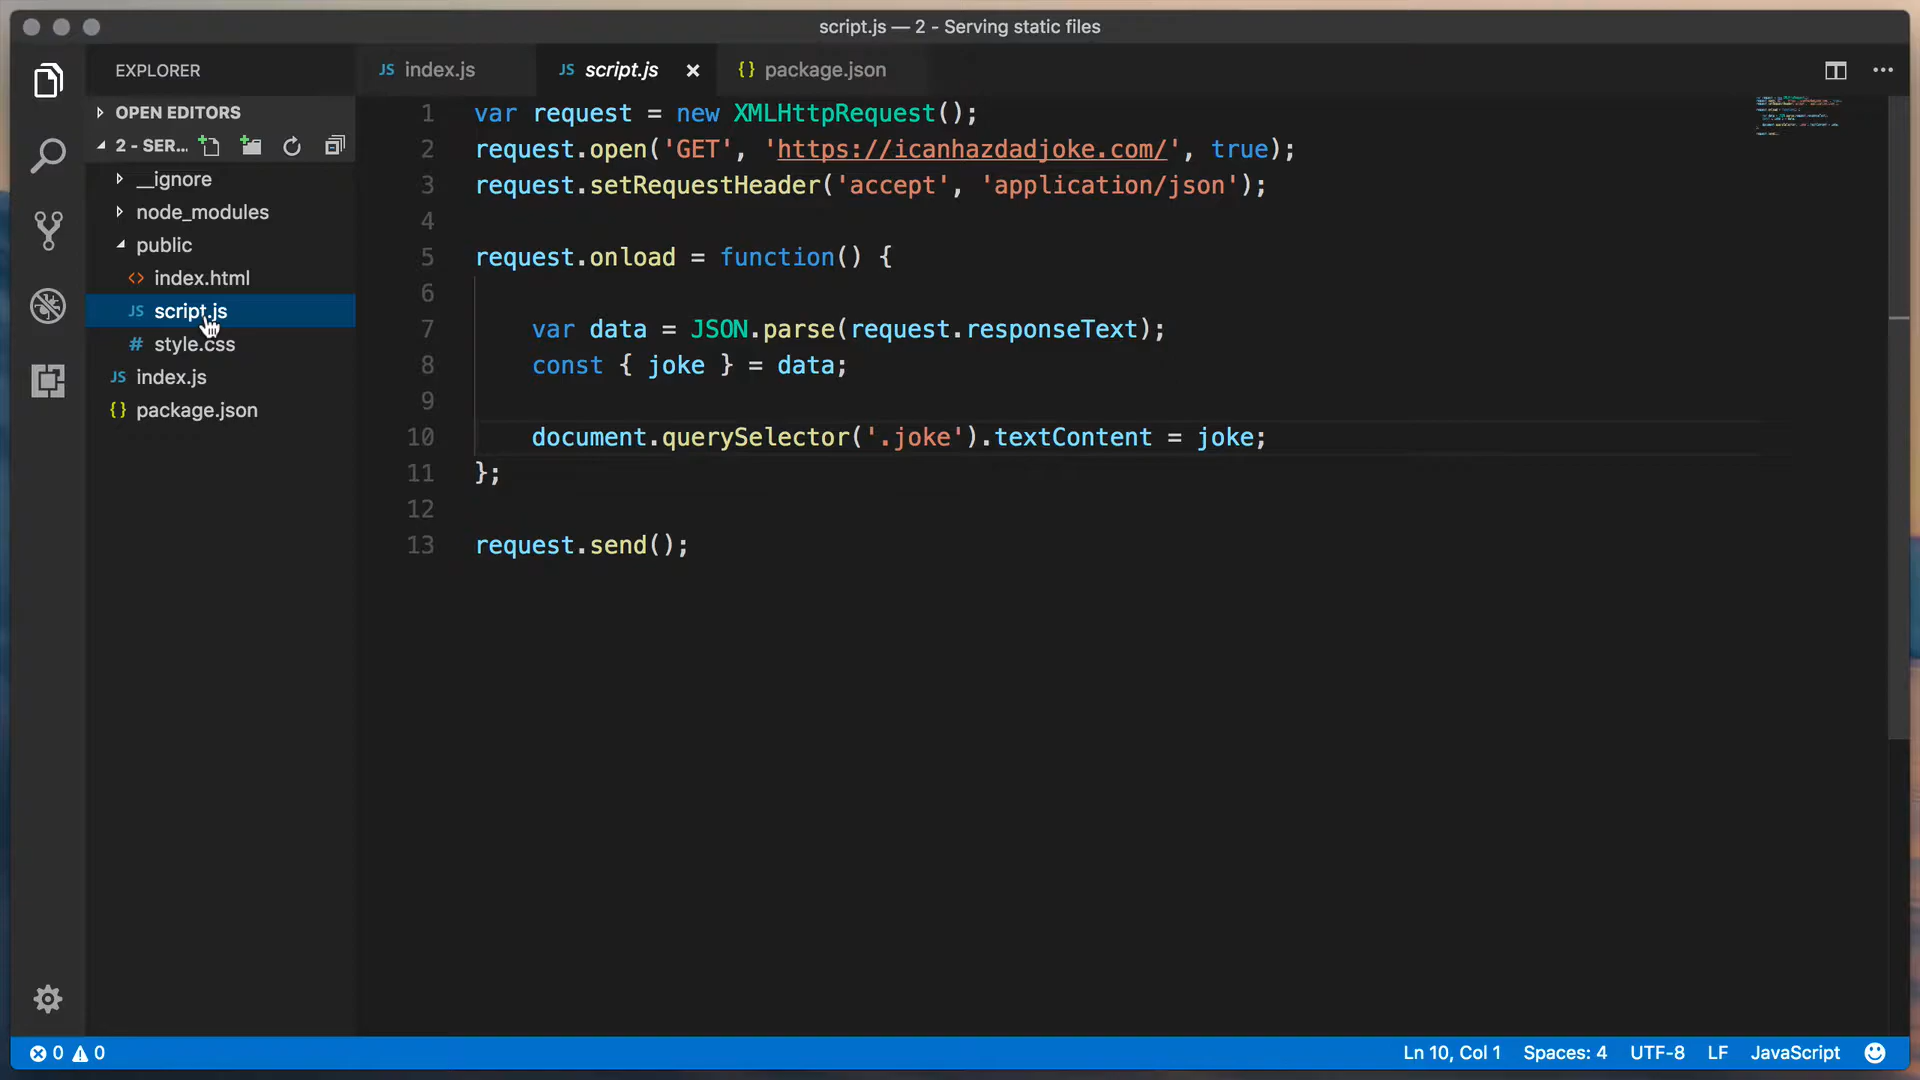 script.js — 2 - Serving static files
EXPLORER
OPEN EDITORS
2 - SER...
__ignore
node_modules
public
<> index.html
JS script.js
# style.css
JS index.js
{} package.json
JS index.js
JS script.js ×
{} package.json
1 var request = new XMLHttpRequest();
2 request.open('GET', 'https://icanhazdadjoke.com/', true);
3 request.setRequestHeader('accept', 'application/json');
4
5 request.onload = function() {
6
7     var data = JSON.parse(request.responseText);
8     const { joke } = data;
9
10     document.querySelector('.joke').textContent = joke;
11 };
12
13 request.send();
0 0
Ln 10, Col 1 Spaces: 4 UTF-8 LF JavaScript